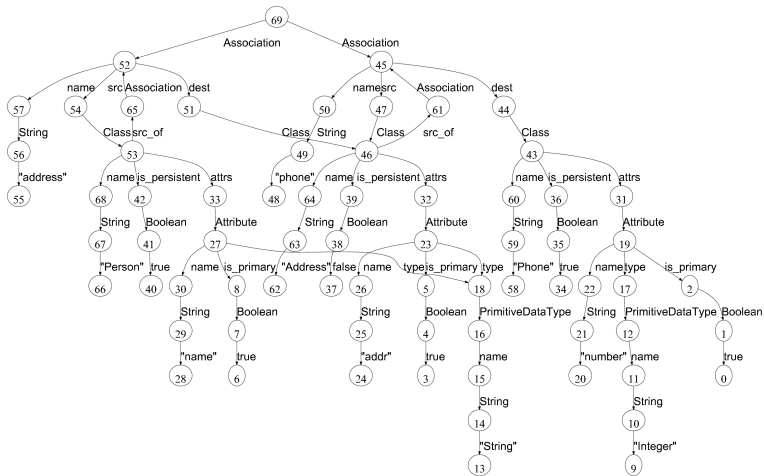 69
Association Association
52 45
name src Association dest name src Association dest
57 54 65 51 50 47 61 44
String Class src_of Class String Class src_of Class
56 53 49 46 43
"address" name is_persistent attrs "phone" name is_persistent attrs name is_persistent attrs
55 68 42 33 48 64 39 32 60 36 31
String Boolean Attribute String Boolean Attribute String Boolean Attribute
67 41 27 63 38 23 59 35 19
"Person" true name is_primary "Address" false name type is_primary type "Phone" true name type is_primary
66 40 30 8 62 37 26 5 18 58 34 22 17 2
String Boolean String Boolean PrimitiveDataType String PrimitiveDataType Boolean
29 7 25 4 16 21 12 1
"name" true "addr" true name "number" name true
28 6 24 3 15 20 11 0
String String
14 10
"String" "Integer"
13 9